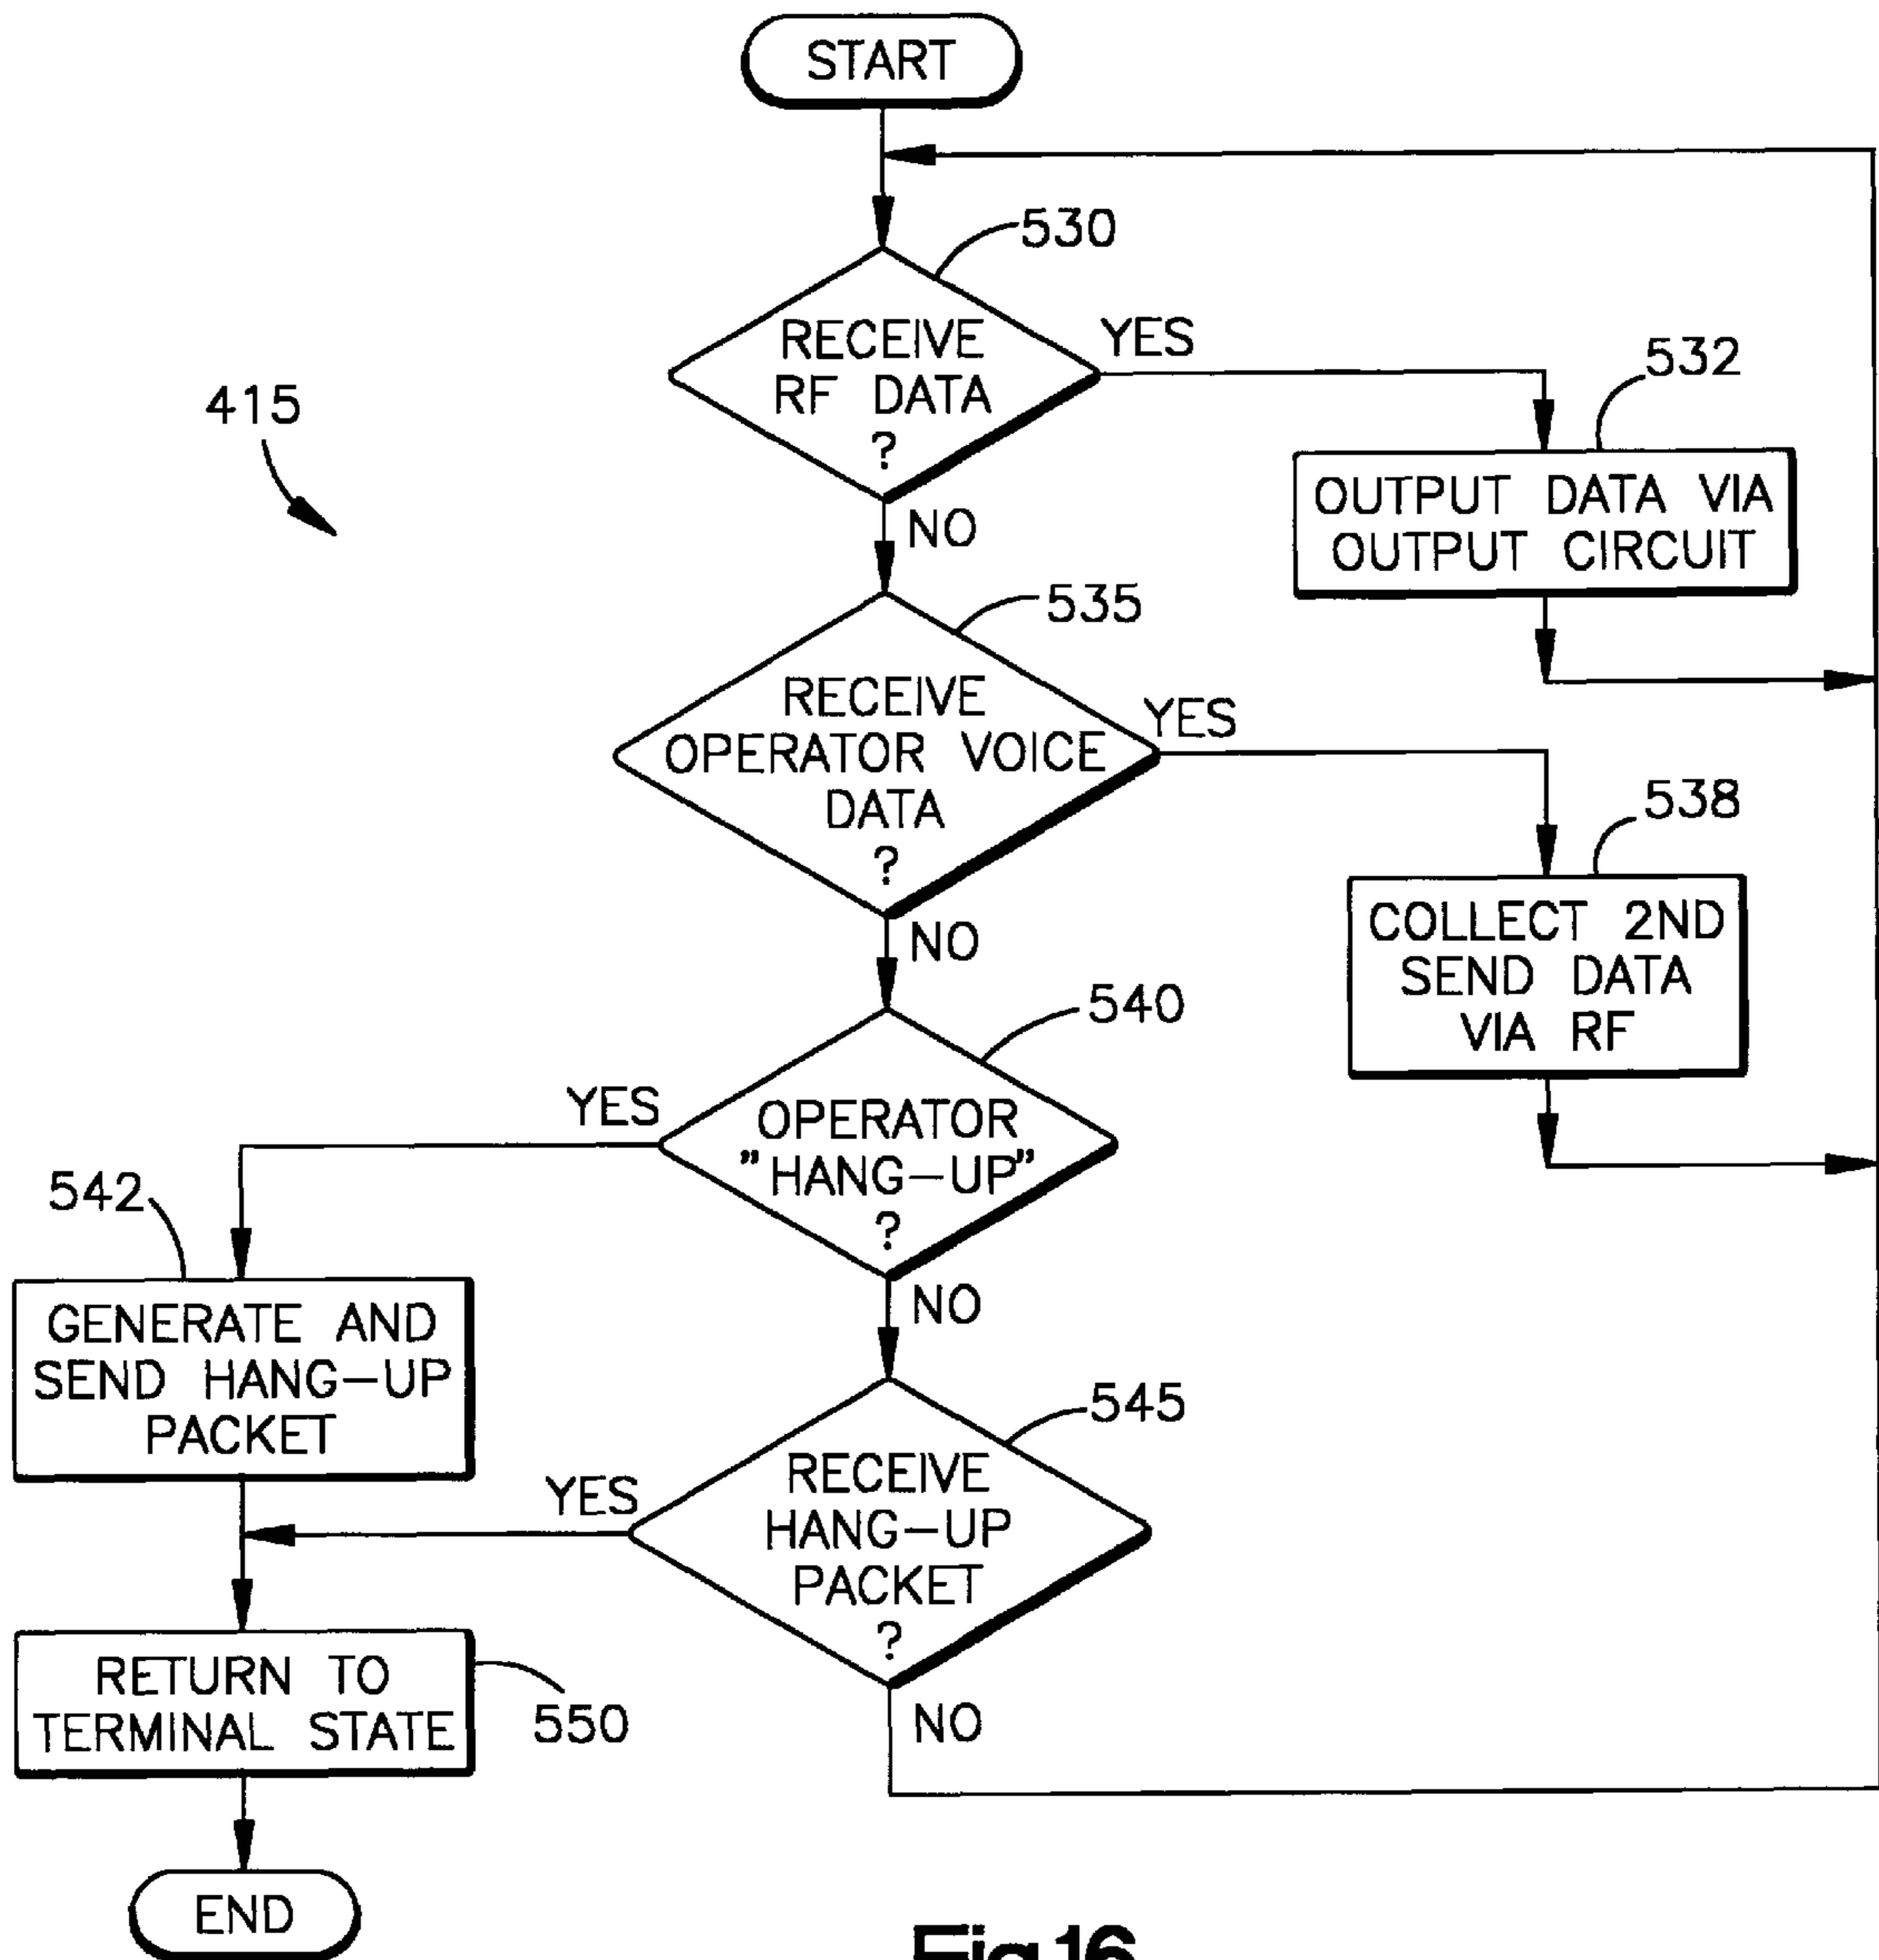 START
530
RECEIVE
RF DATA
?
YES
532
OUTPUT DATA VIA
OUTPUT CIRCUIT
415
NO
535
RECEIVE
OPERATOR VOICE
DATA
?
YES
538
COLLECT 2ND
SEND DATA
VIA RF
NO
540
OPERATOR
"HANG-UP"
?
YES
542
GENERATE AND
SEND HANG-UP
PACKET
NO
545
RECEIVE
HANG-UP
PACKET
?
YES
NO
RETURN TO
TERMINAL STATE
550
END
Fig.16